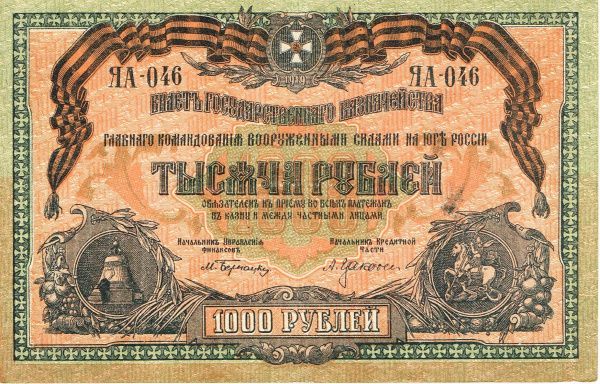 1919
ЯА-046 ЯА-046
БИЛЕТЪ ГОСУДАРСТВЕННАГО КАЗНАЧЕЙСТВА
ГЛАВНАГО КОМАНДОВАНІЯ ВООРУЖЕННЫМИ СИЛАМИ НА ЮГѢ РОССІИ
ТЫСЯЧА РУБЛЕЙ
ОБЯЗАТЕЛЕН КЪ ПРІЕМУ ВО ВСѢХЪ ПЛАТЕЖАХЪ
ВЪ КАЗНУ И МЕЖДУ ЧАСТНЫМИ ЛИЦАМИ.
Начальникъ Управленія
финансовъ
Начальникъ Кредитной
Части
1000 РУБЛЕЙ